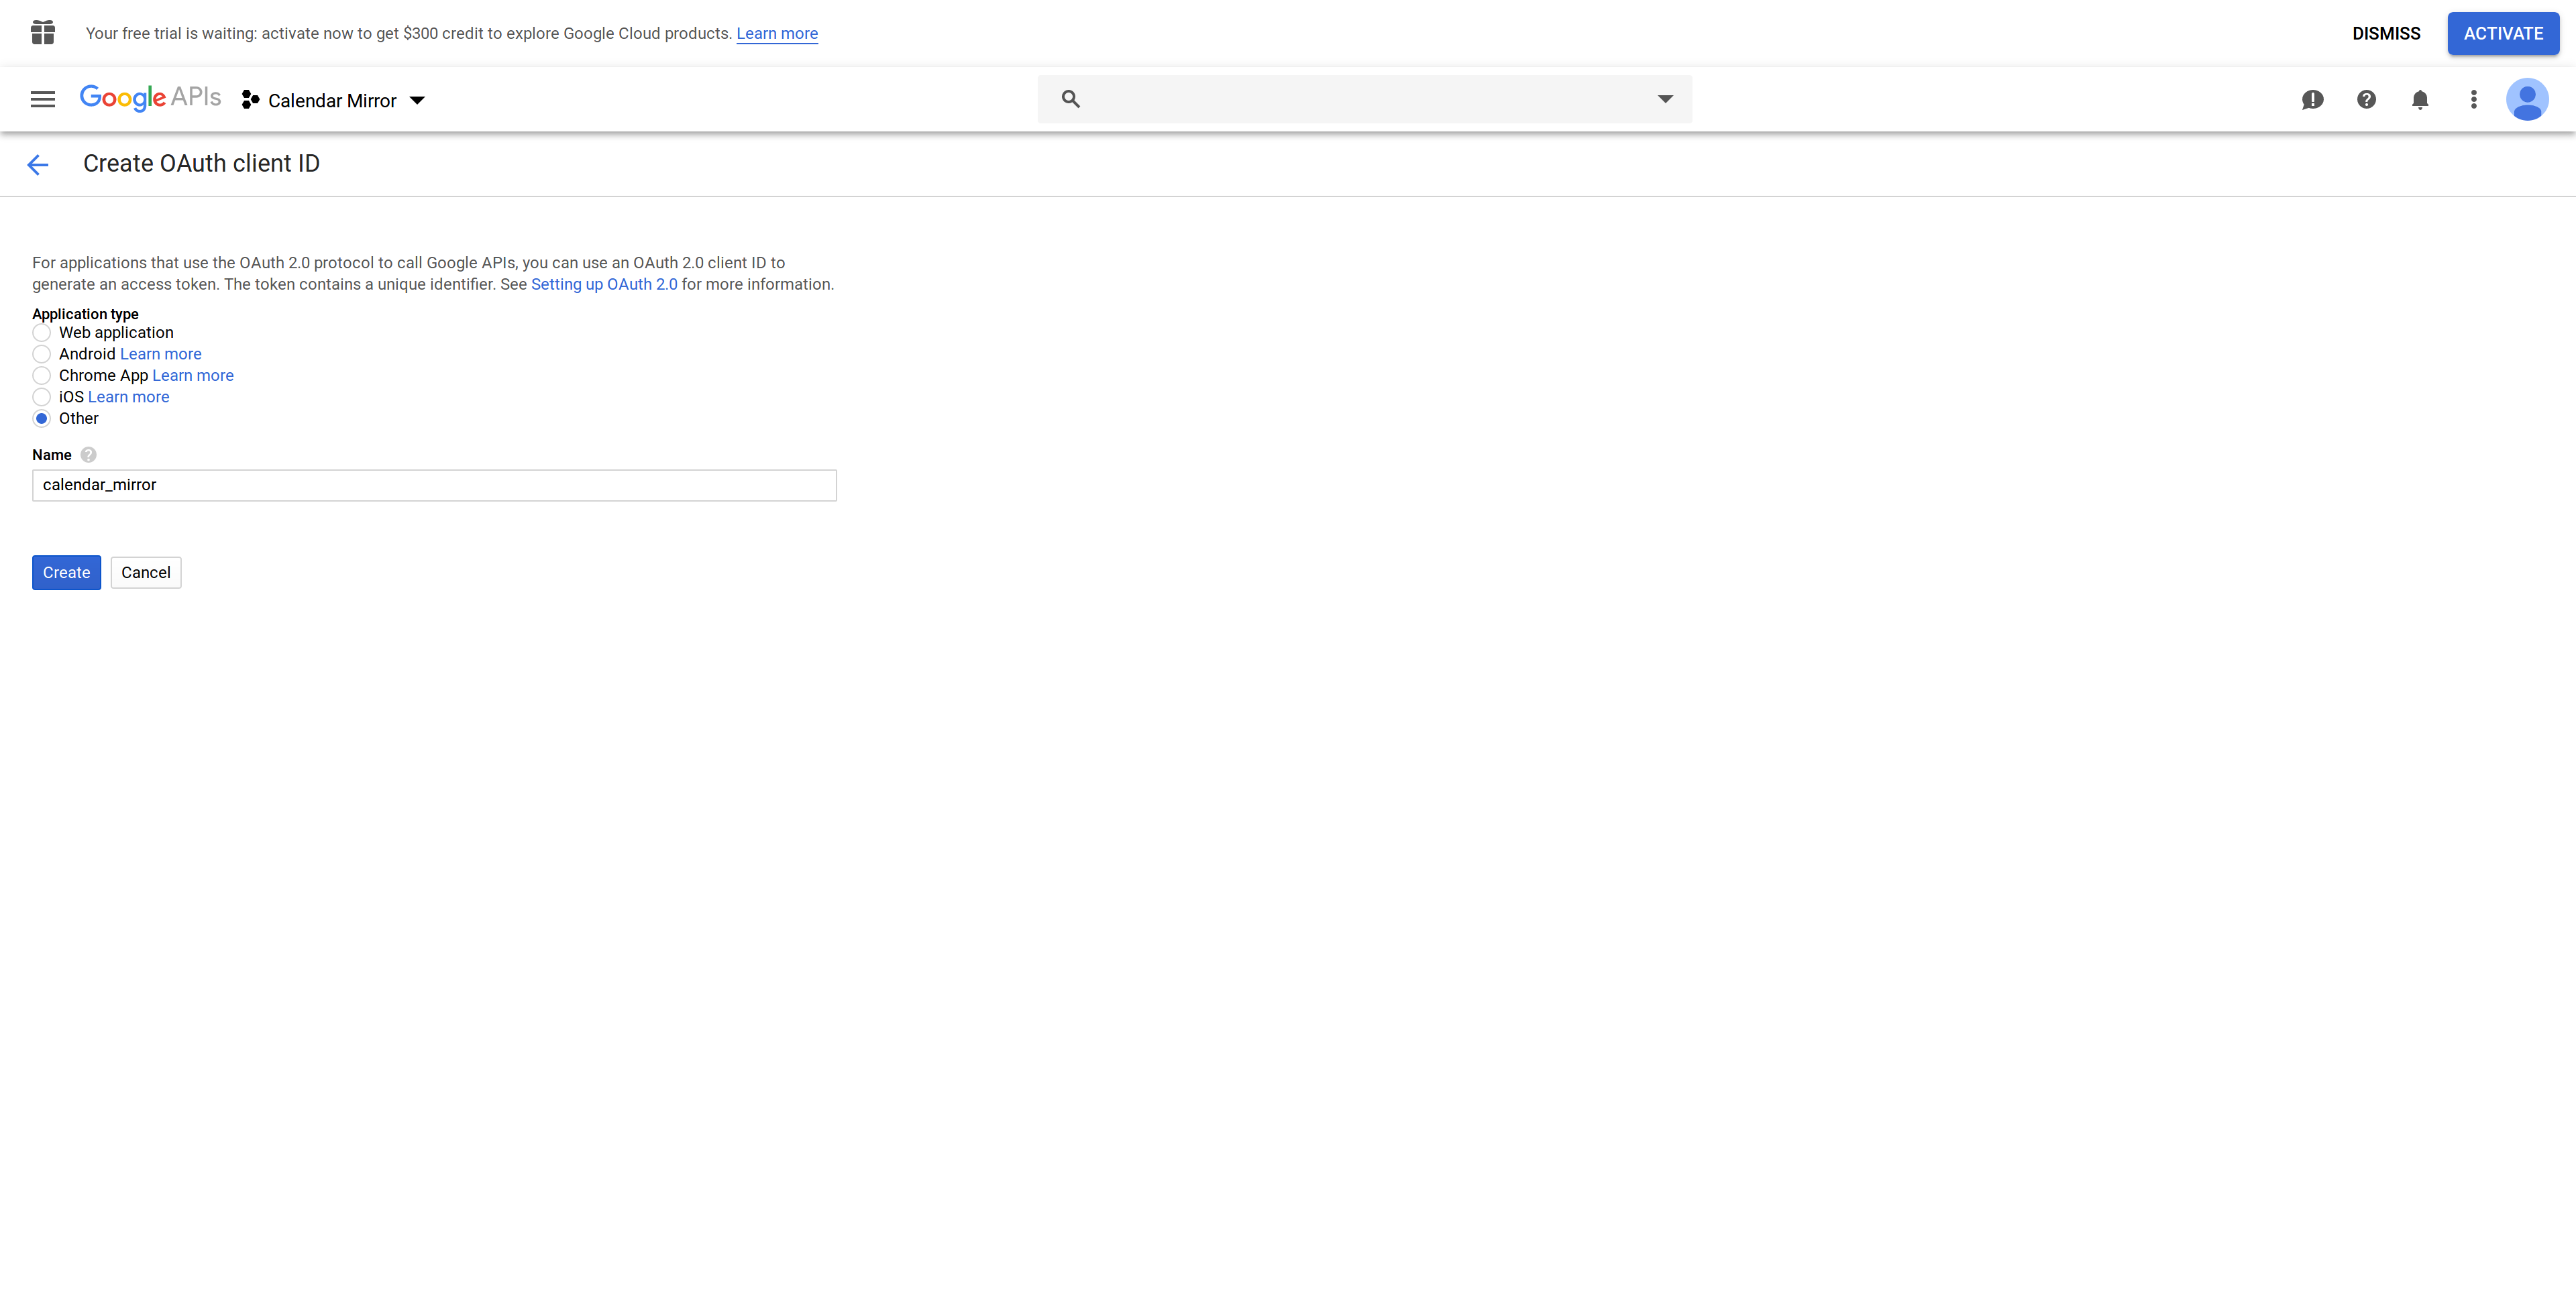 Your free trial is waiting: activate now to get $300 credit to explore Google Cloud products. Learn more
DISMISS
ACTIVATE
Google APIs
Calendar Mirror
Create OAuth client ID
For applications that use the OAuth 2.0 protocol to call Google APIs, you can use an OAuth 2.0 client ID to
generate an access token. The token contains a unique identifier. See Setting up OAuth 2.0 for more information.
Application type
Web application
Android Learn more
Chrome App Learn more
iOS Learn more
Other
Name
calendar_mirror
Create
Cancel